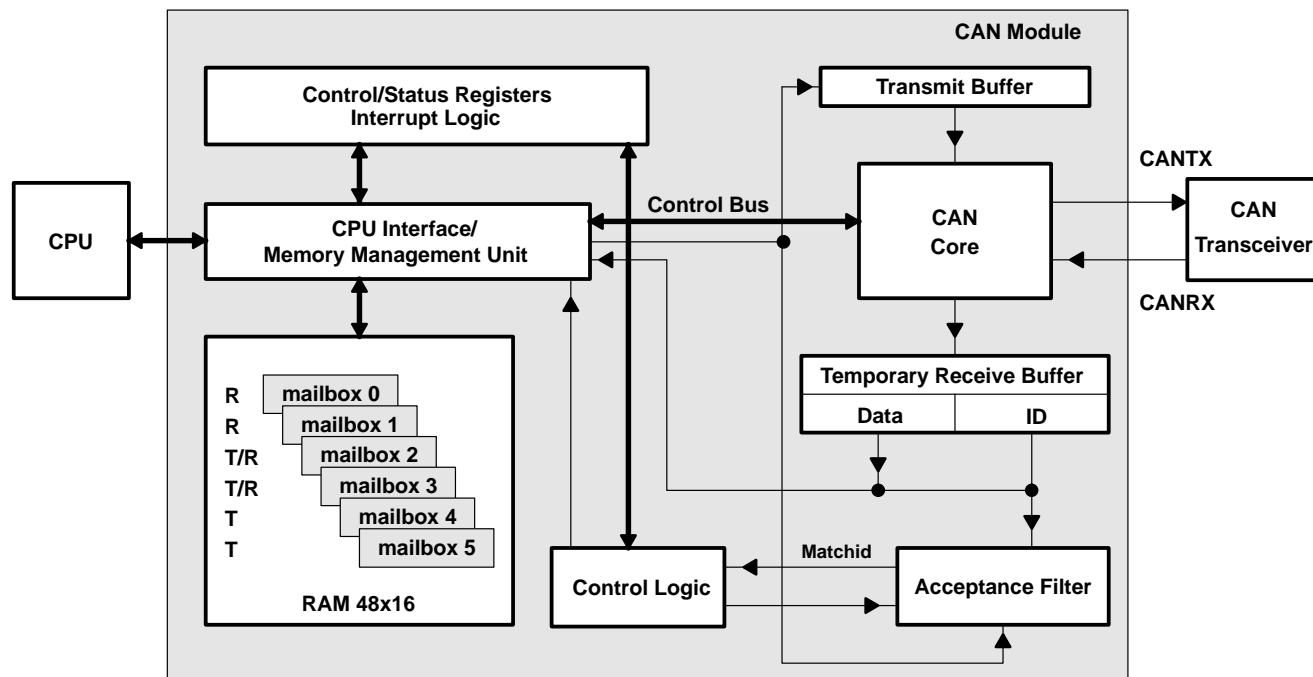 CAN Module
Control/Status Registers
Interrupt Logic
Transmit Buffer
CANTX
CPU
CPU Interface/
Memory Management Unit
Control Bus
CAN
Core
CAN
Transceiver
CANRX
Temporary Receive Buffer
Data ID
R mailbox 0
R mailbox 1
T/R mailbox 2
T/R mailbox 3
T mailbox 4
T mailbox 5
RAM 48x16
Control Logic
Matchid
Acceptance Filter